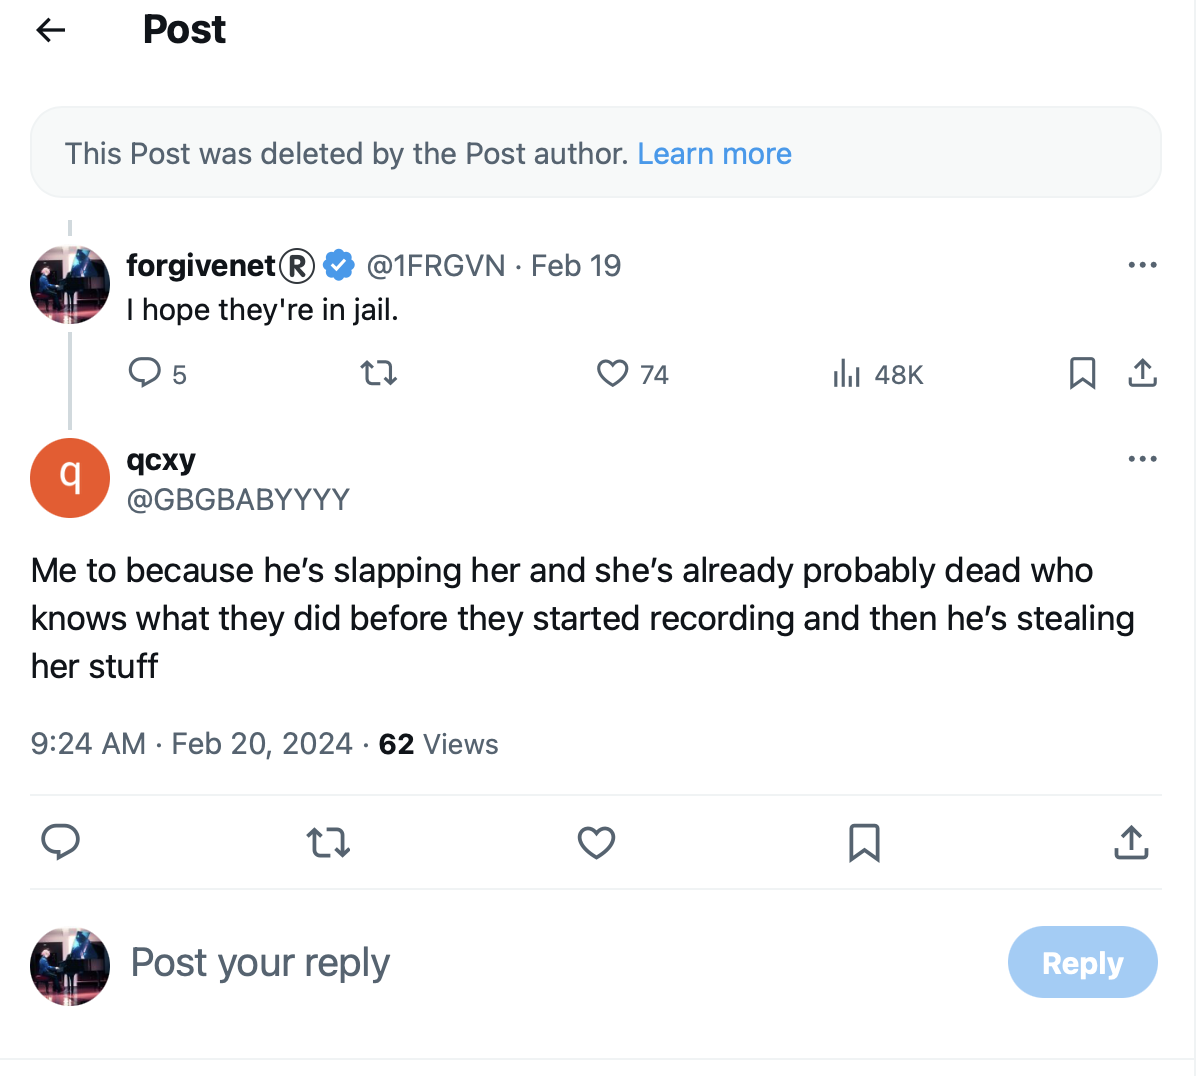 Post
This Post was deleted by the Post author. Learn more
forgivenet® @1FRGVN · Feb 19
I hope they're in jail.
5 74 48K
q
qcxy
@GBGBABYYYY
Me to because he’s slapping her and she’s already probably dead who
knows what they did before they started recording and then he’s stealing
her stuff
9:24 AM · Feb 20, 2024 · 62 Views
Post your reply
Reply